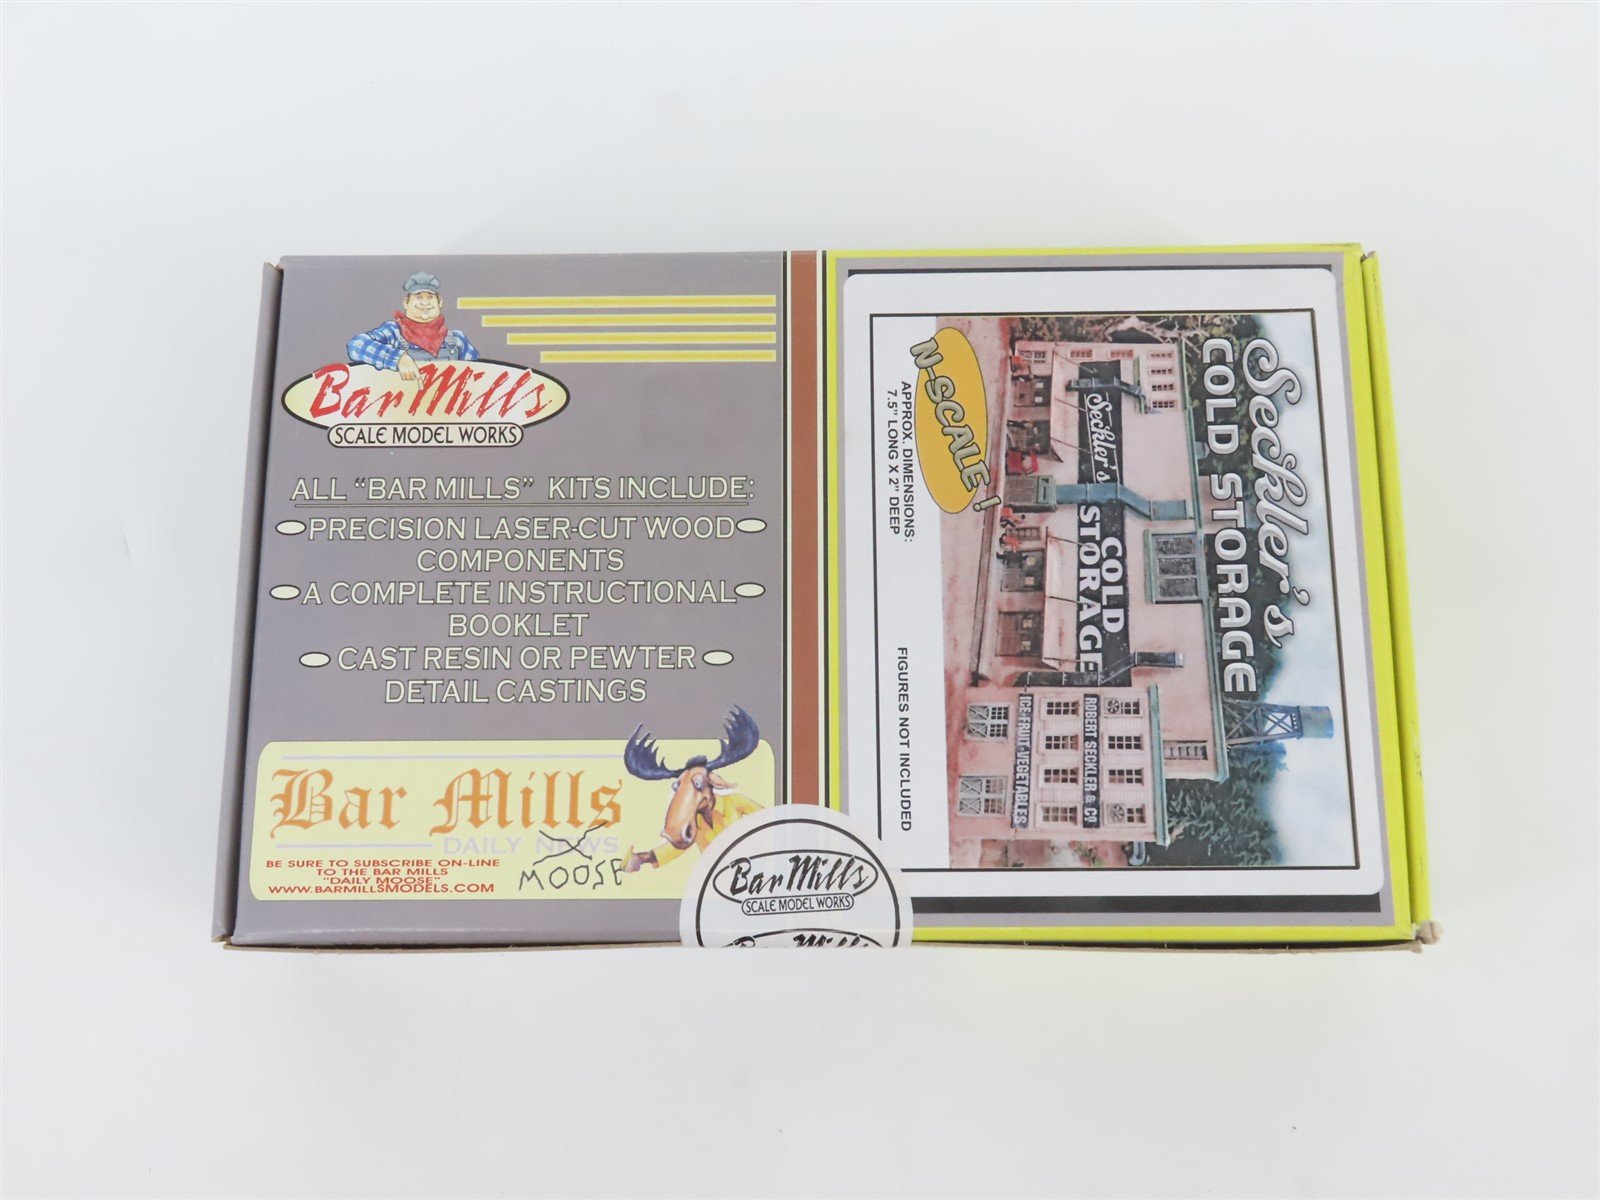 Bar Mills
SCALE MODEL WORKS
ALL "BAR MILLS" KITS INCLUDE:
PRECISION LASER-CUT WOOD
COMPONENTS
A COMPLETE INSTRUCTIONAL
BOOKLET
CAST RESIN OR PEWTER
DETAIL CASTINGS
Bar Mills
DAILY NEWS
MOOSE
BE SURE TO SUBSCRIBE ON-LINE
TO THE BAR MILLS
"DAILY MOOSE"
WWW.BARMILLSMODELS.COM
Bar Mills
SCALE MODEL WORKS
Bar Mills
Seckler's
COLD STORAGE
Seckler's
COLD
STORAGE
ROBERT SECKLER & CO.
ICE-FRUIT-VEGETABLES
N-SCALE!
APPROX. DIMENSIONS:
7.5" LONG X 2" DEEP
FIGURES NOT INCLUDED